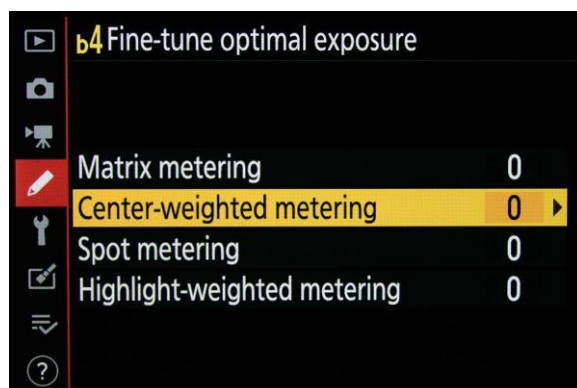 b4 Fine-tune optimal exposure
Matrix metering 0
Center-weighted metering 0
Spot metering 0
Highlight-weighted metering 0
?